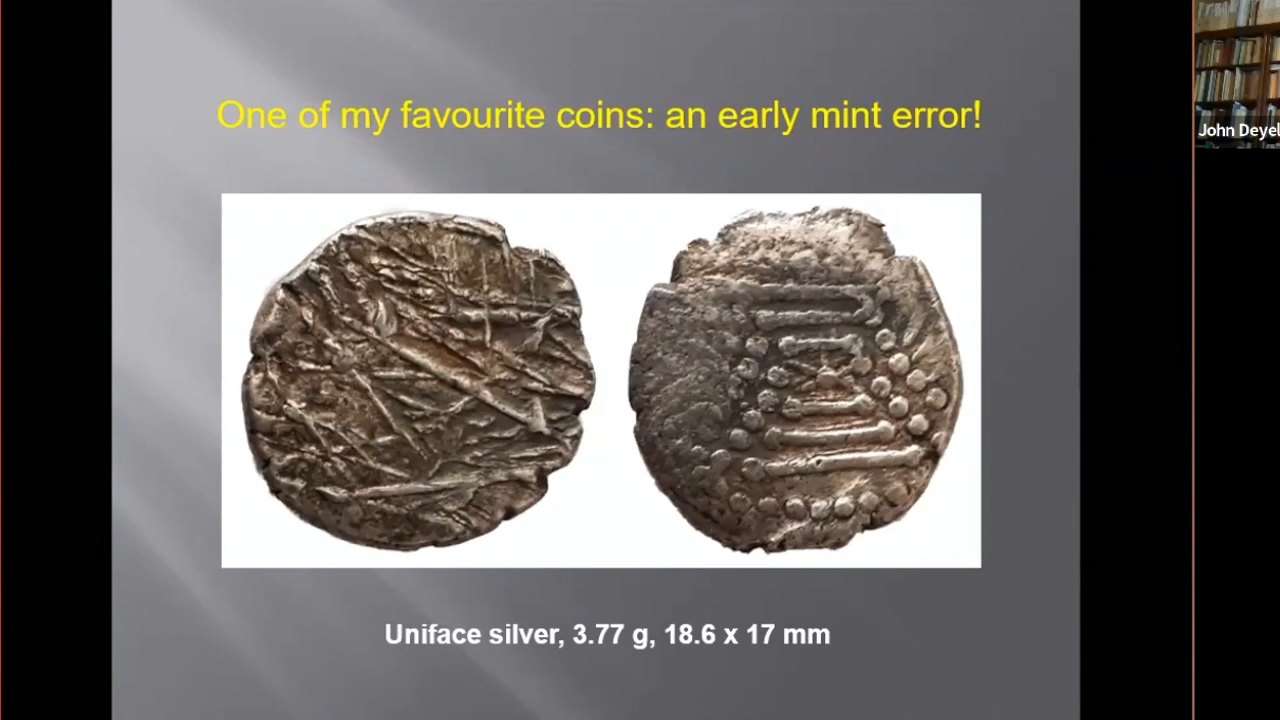 One of my favourite coins: an early mint error!
John Deyel
Uniface silver, 3.77 g, 18.6 x 17 mm